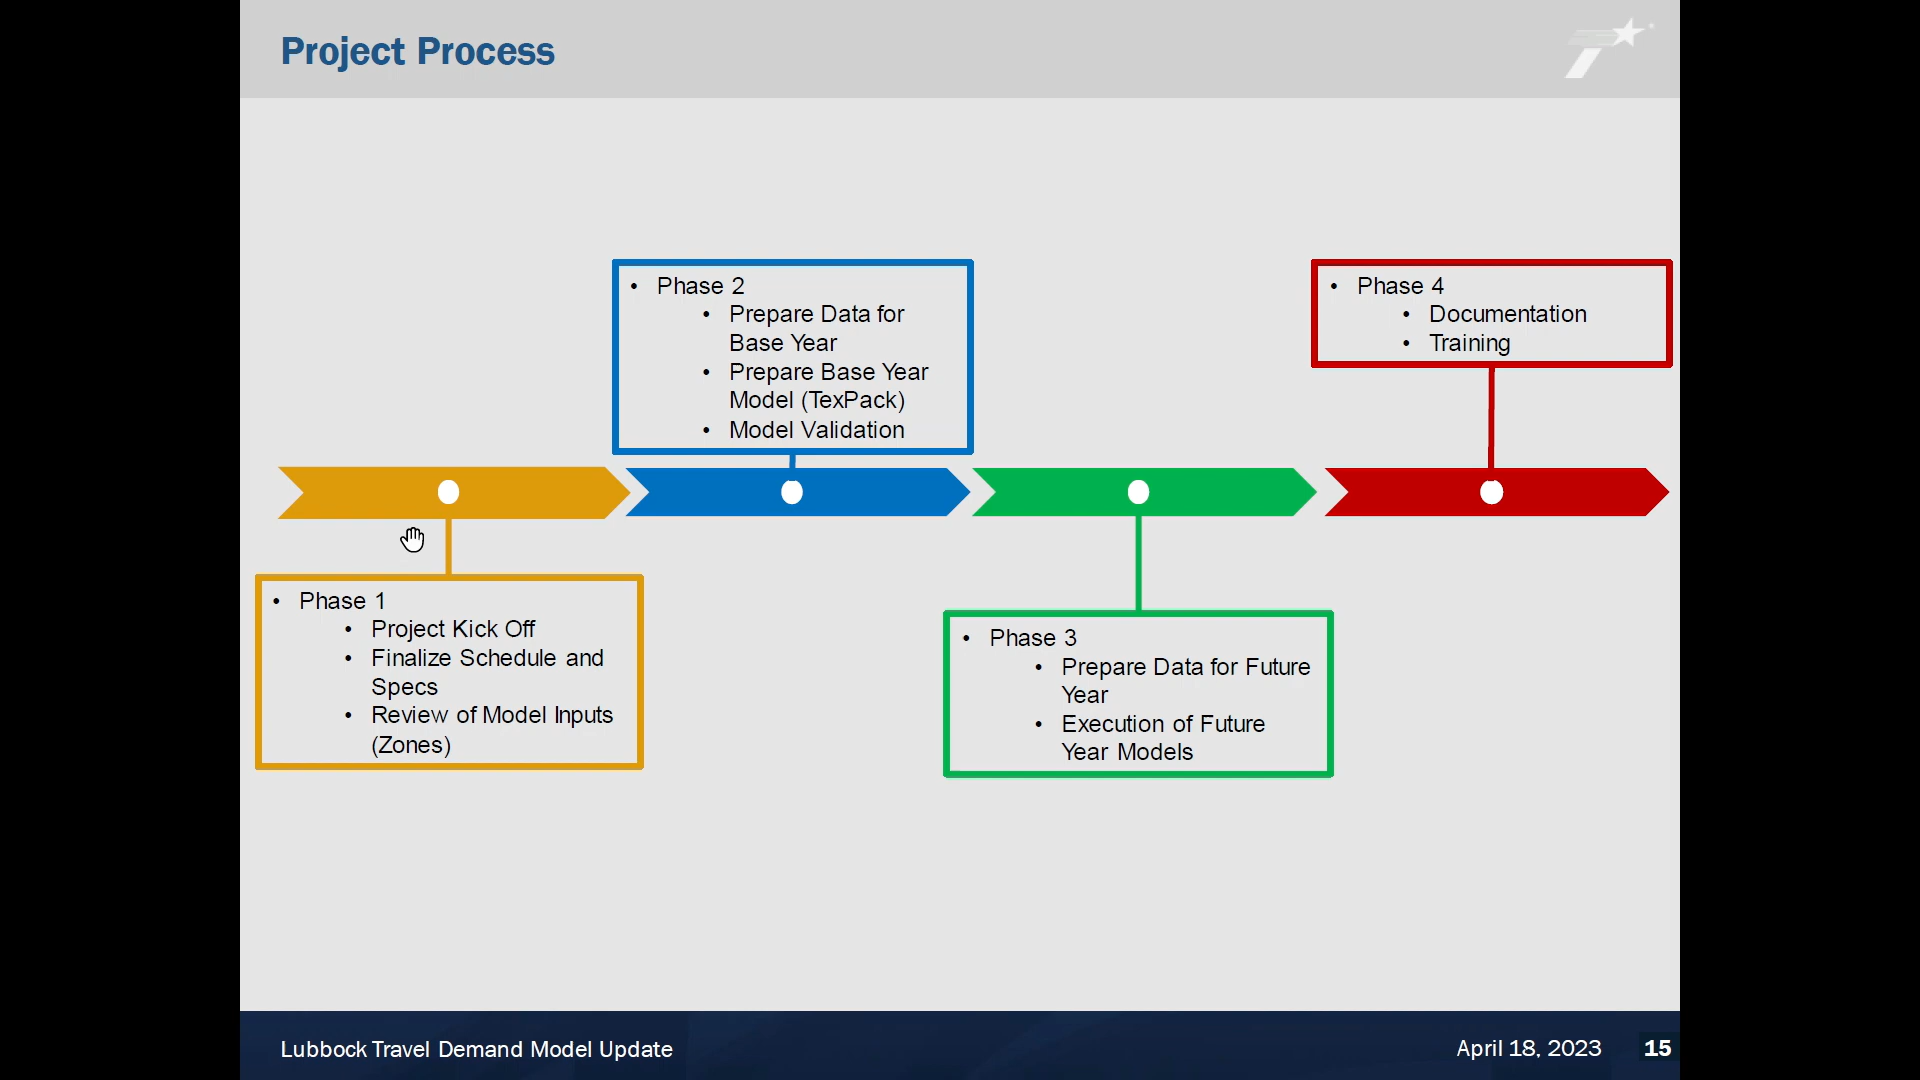 Project Process
• Phase 1
• Project Kick Off
• Finalize Schedule and
Specs
• Review of Model Inputs
(Zones)
• Phase 2
• Prepare Data for
Base Year
• Prepare Base Year
Model (TexPack)
• Model Validation
• Phase 3
• Prepare Data for Future
Year
• Execution of Future
Year Models
• Phase 4
• Documentation
• Training
Lubbock Travel Demand Model Update
April 18, 2023
15